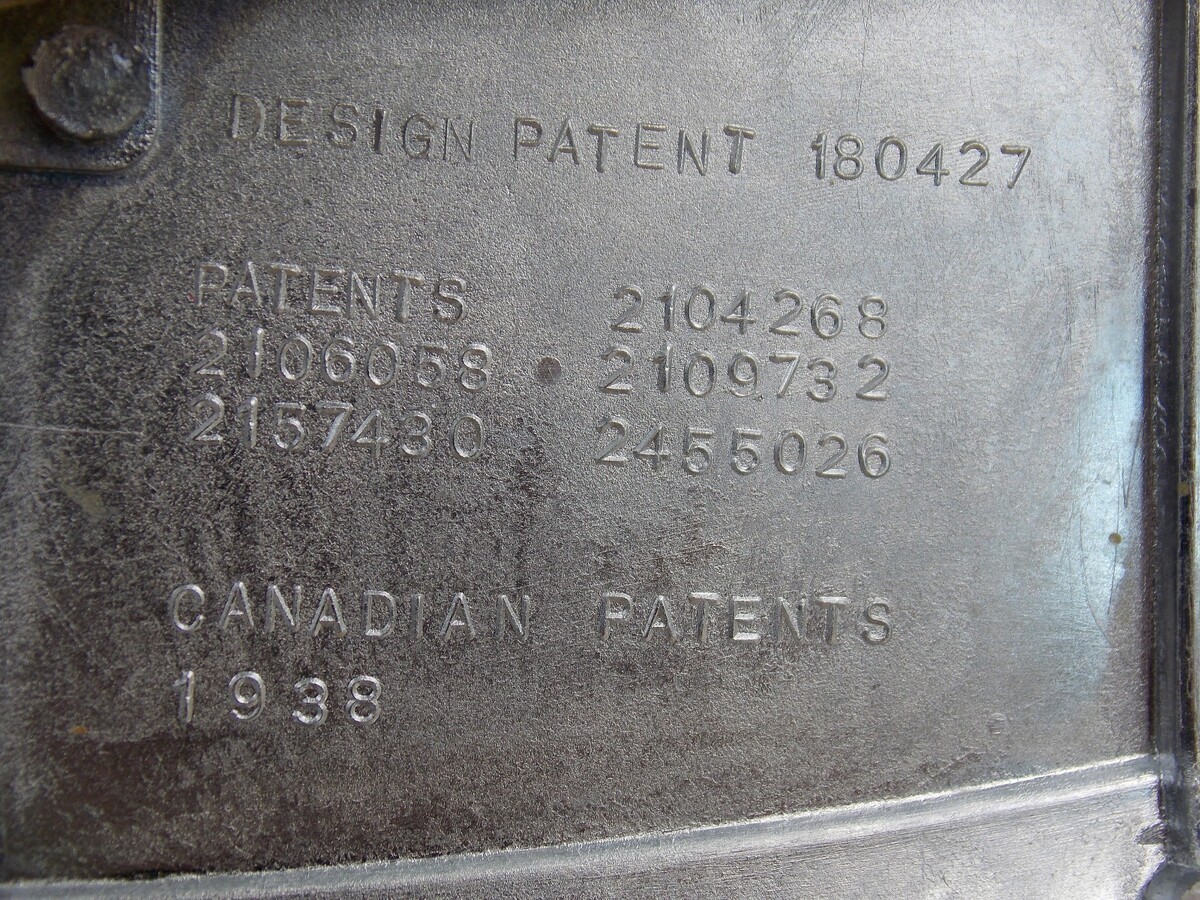 DESIGN PATENT 180427
PATENTS 2104268
2106058 • 2109732
2157430 2455026
CANADIAN PATENTS
1938